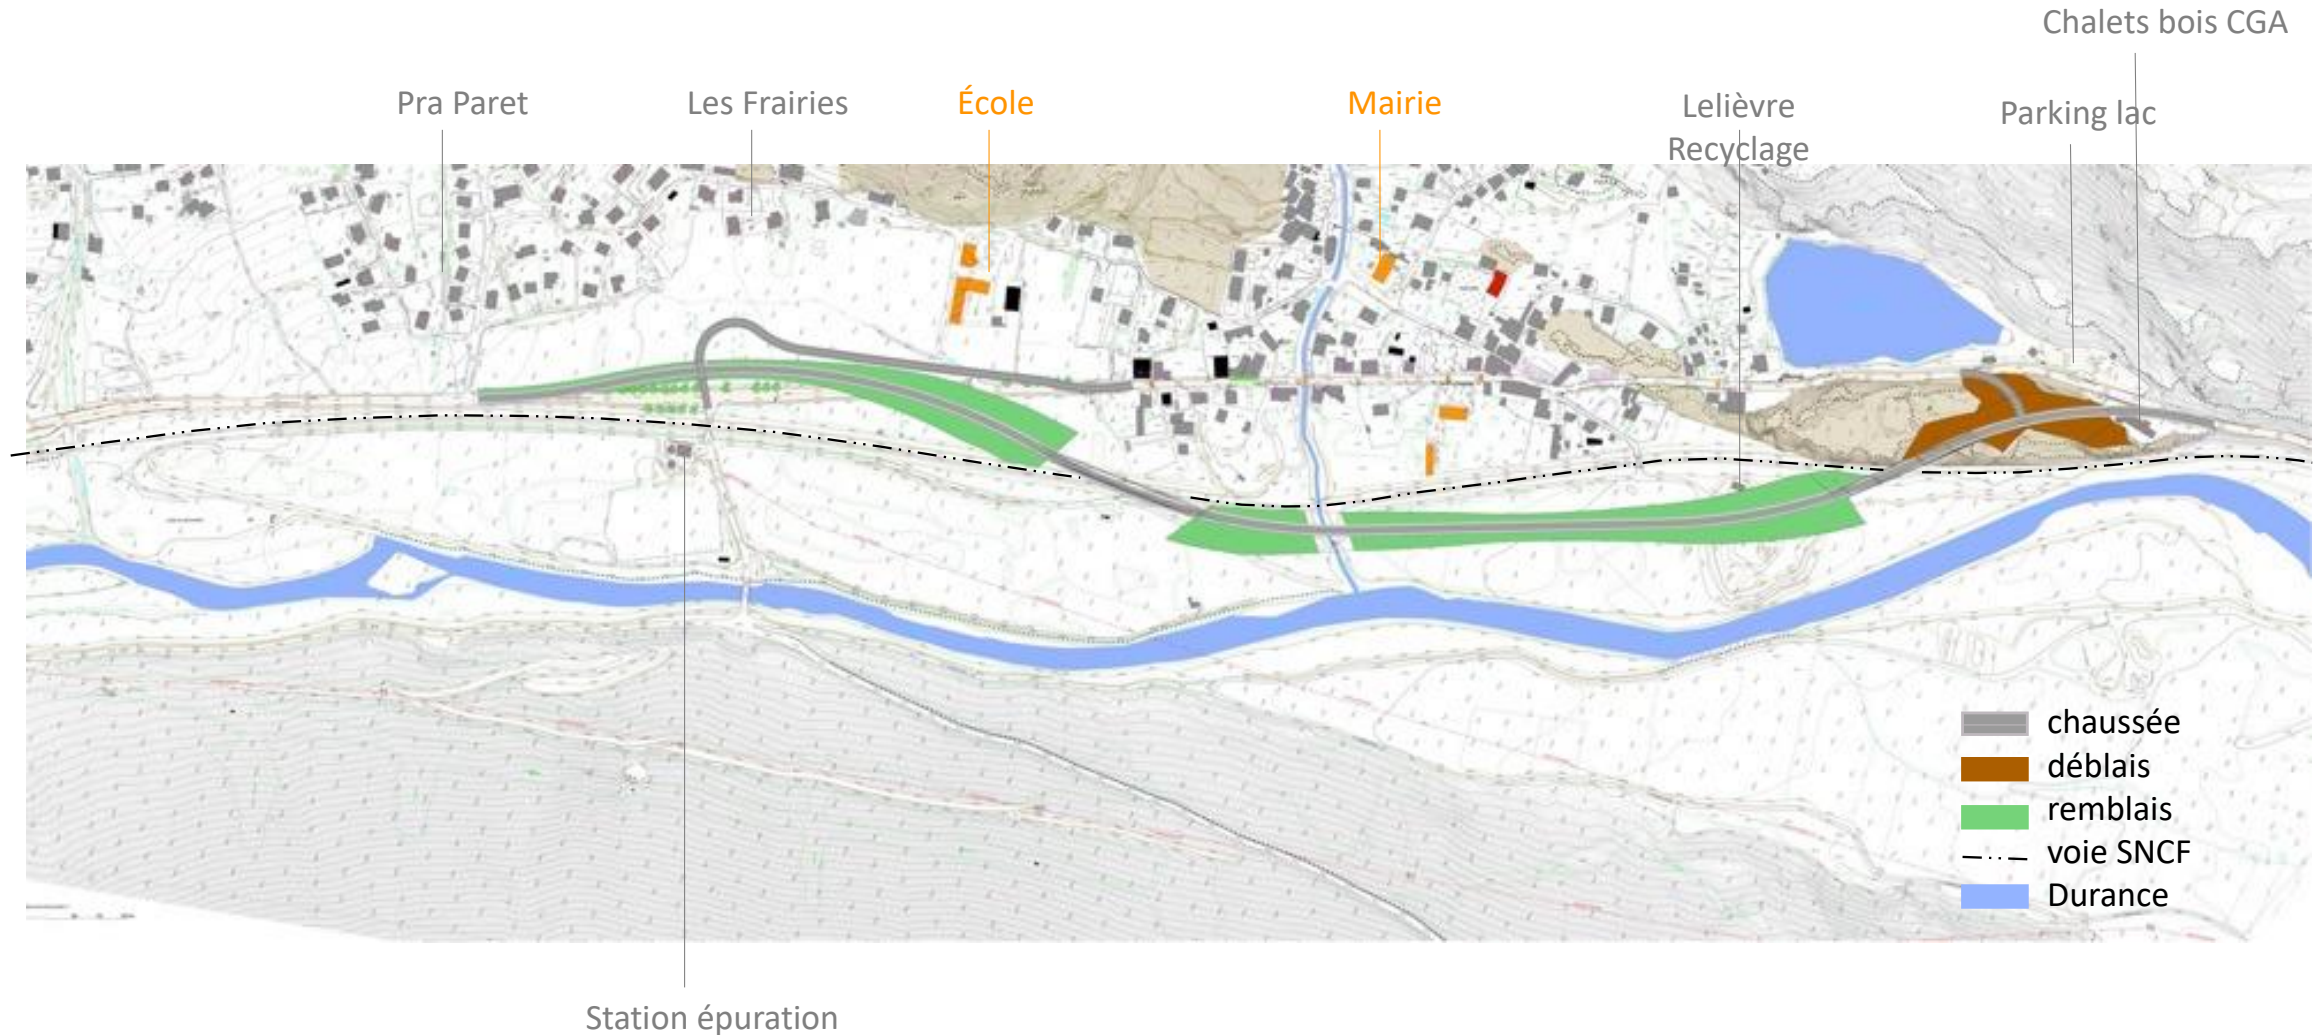 Chalets bois CGA
Pra Paret
Les Frairies
École
Mairie
Lelièvre
Recyclage
Parking lac
chaussée
déblais
remblais
voie SNCF
Durance
Station épuration